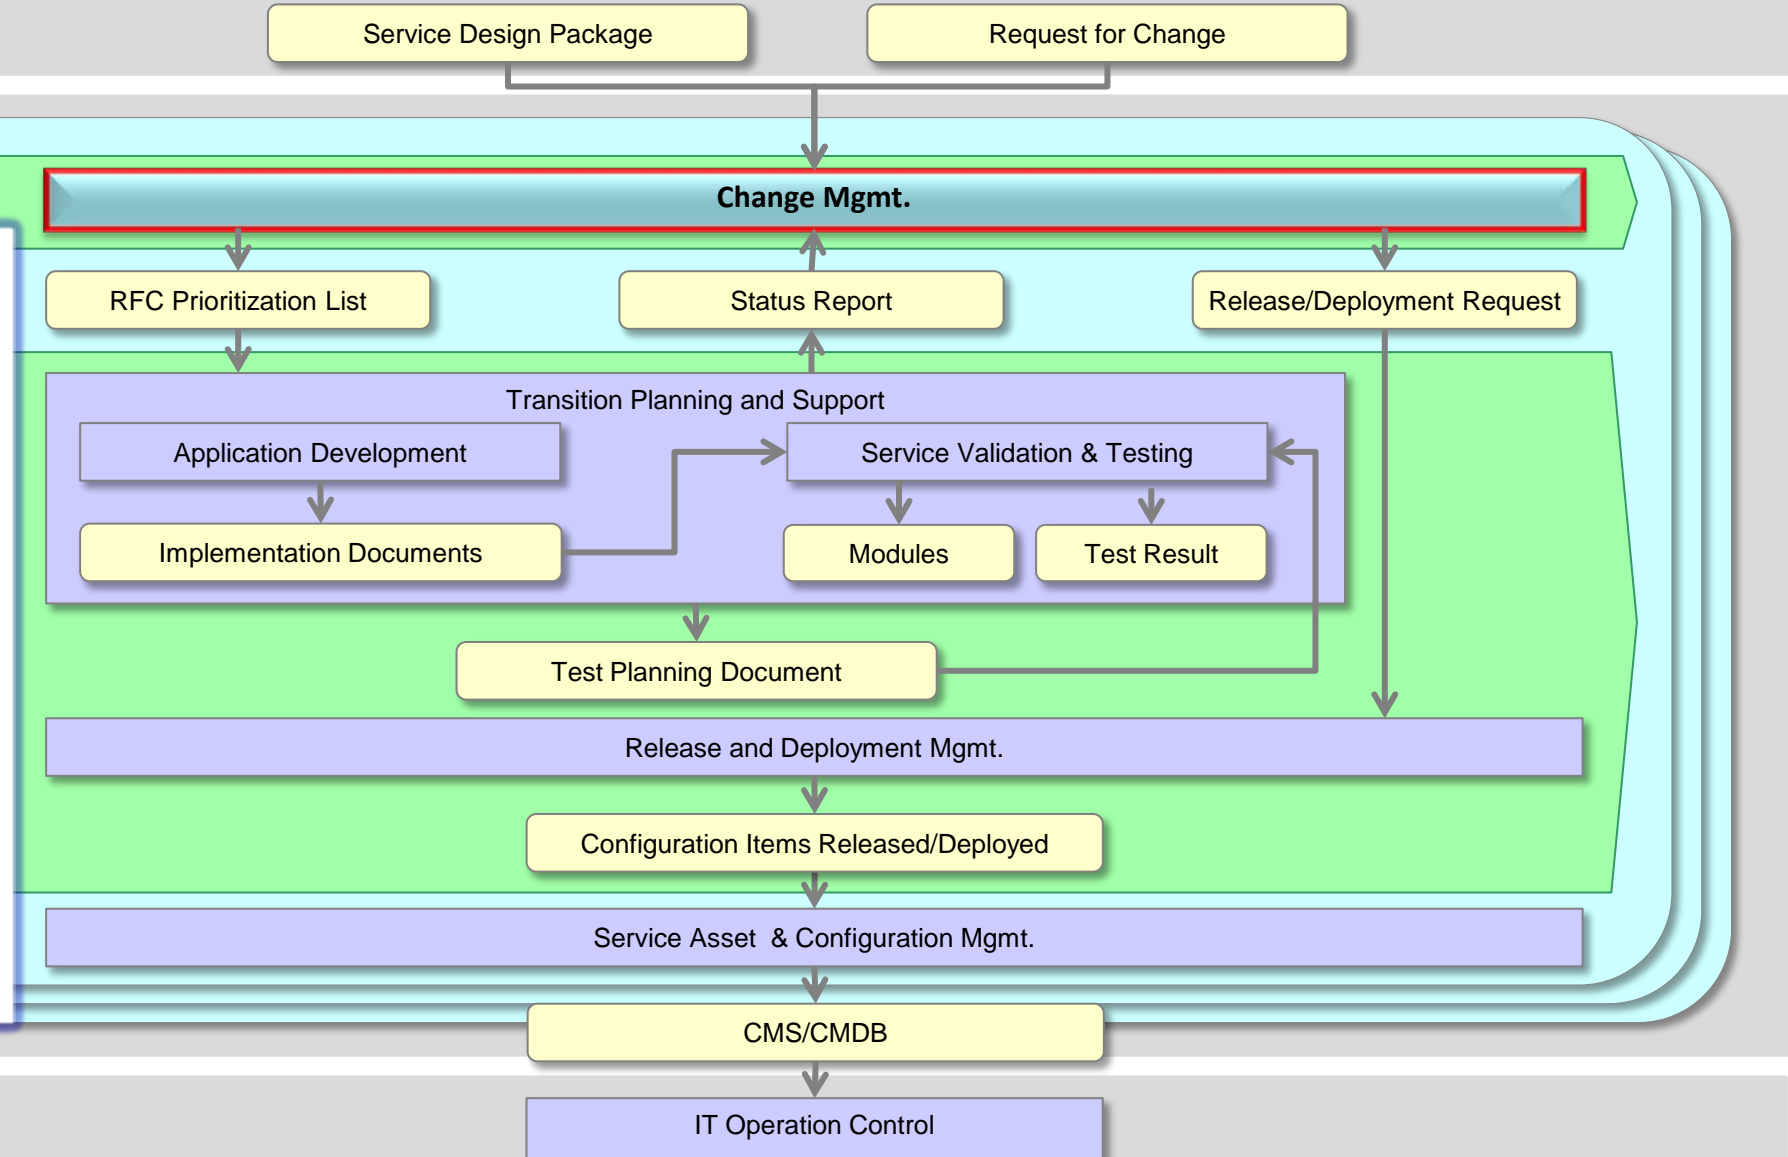 Service Design Package
Request for Change
Change Mgmt.
RFC Prioritization List
Status Report
Release/Deployment Request
Transition Planning and Support
Application Development
Service Validation & Testing
Implementation Documents
Modules
Test Result
Test Planning Document
Release and Deployment Mgmt.
Configuration Items Released/Deployed
Service Asset  & Configuration Mgmt.
CMS/CMDB
IT Operation Control